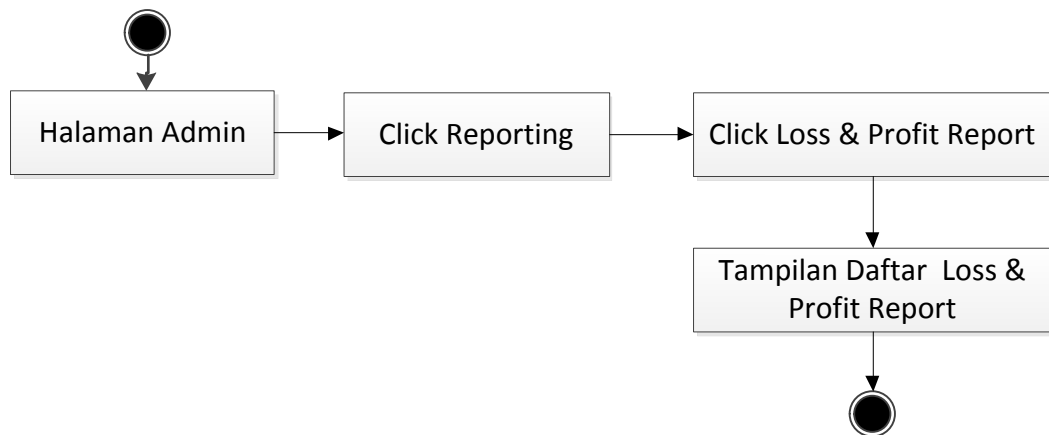 Halaman Admin
Click Reporting
Click Loss & Profit Report
Tampilan Daftar  Loss &
Profit Report